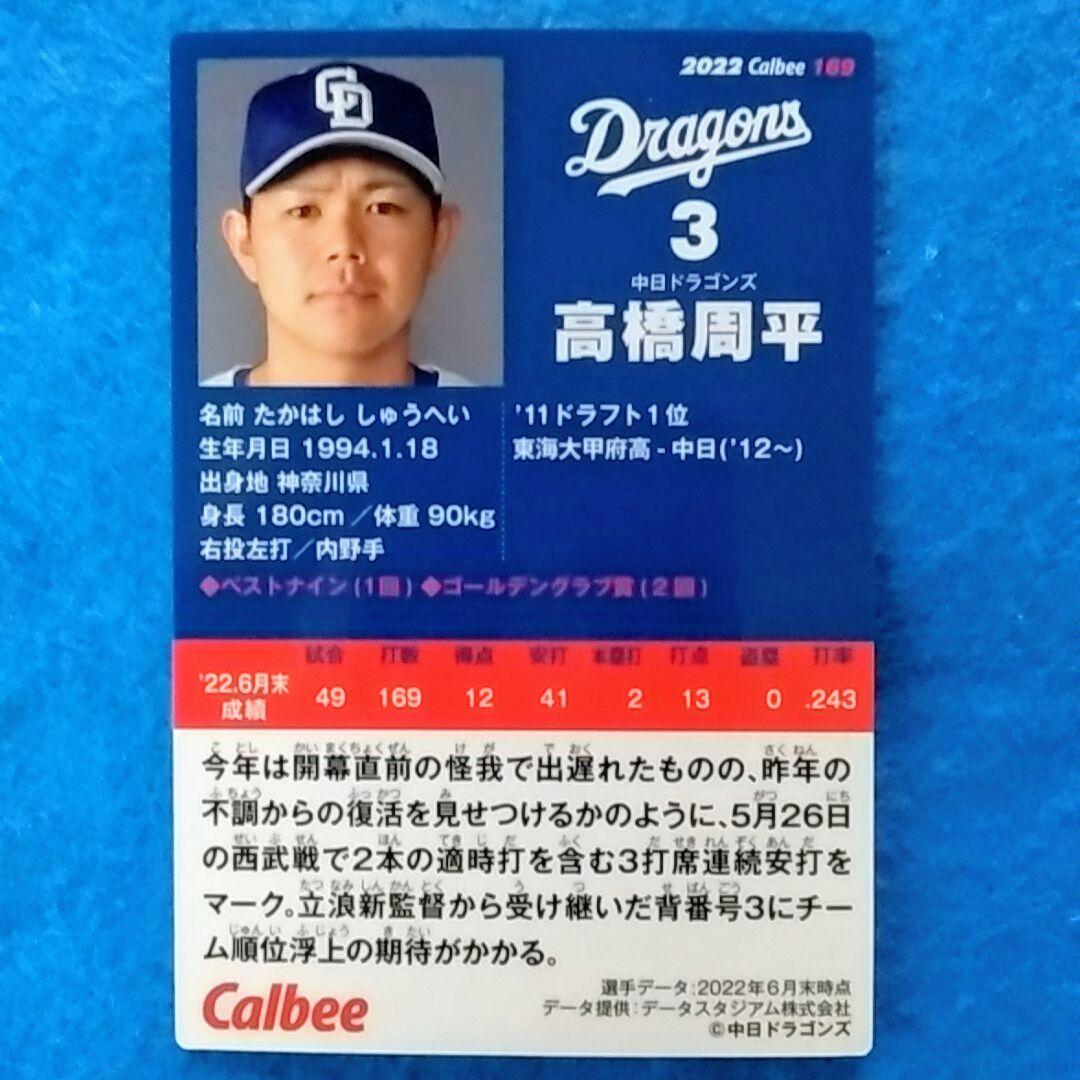 2022 Calbee 169
CD
Dragons
3
中日ドラゴンズ
高橋周平
名前 たかはし しゅうへい
生年月日 1994.1.18
出身地 神奈川県
身長 180cm／体重 90kg
右投左打／内野手
'11ドラフト1位
東海大甲府高-中日('12～)
◆ベストナイン(1回)◆ゴールデングラブ賞(2回)
試合 打数 得点 安打 本塁打 打点 盗塁 打率
'22.6月末
成績 49 169 12 41 2 13 0 .243
今年は開幕直前の怪我で出遅れたものの、昨年の
不調からの復活を見せつけるかのように、5月26日
の西武戦で2本の適時打を含む3打席連続安打を
マーク。立浪新監督から受け継いだ背番号3にチー
ム順位浮上の期待がかかる。
Calbee
選手データ:2022年6月末時点
データ提供:データスタジアム株式会社
©中日ドラゴンズ